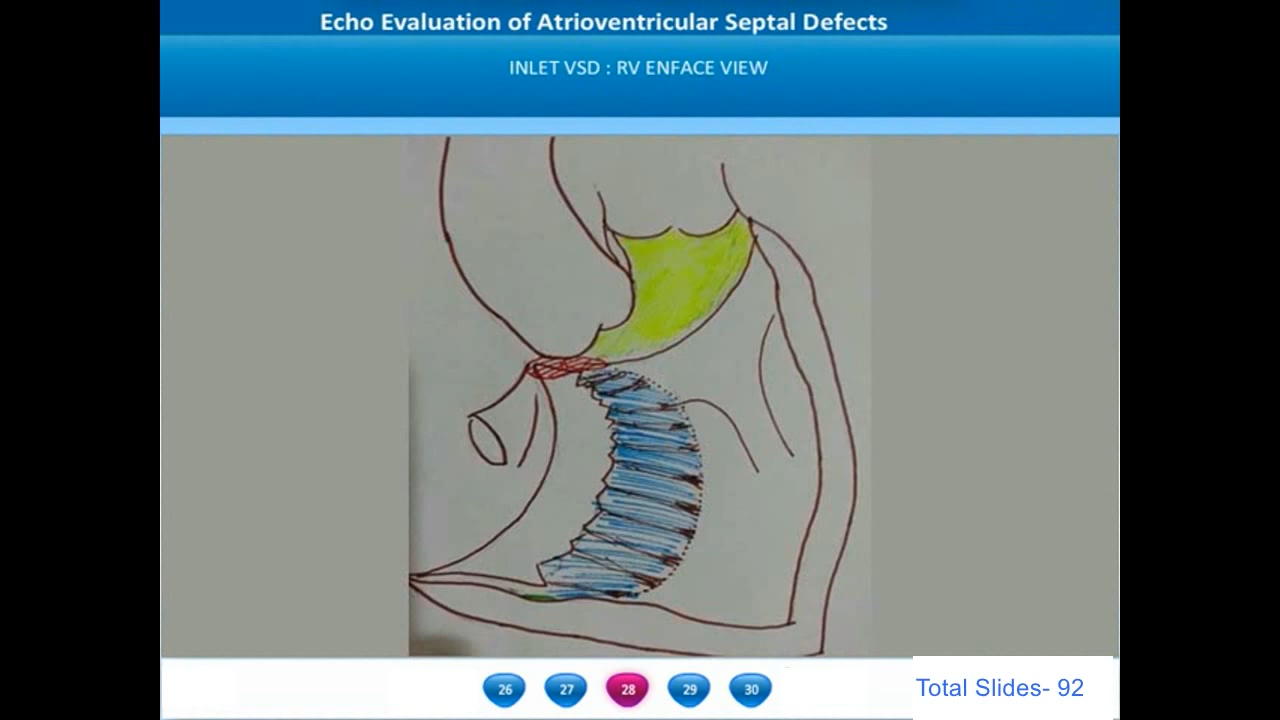 Echo Evaluation of Atrioventricular Septal Defects
INLET VSD : RV ENFACE VIEW
26 27 28 29 30
Total Slides- 92